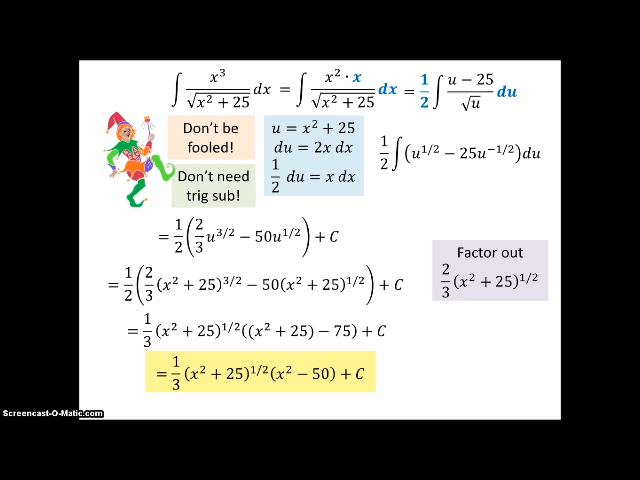 ∫ x³/√(x² + 25) dx = ∫ x² · x/√(x² + 25) dx = 1/2 ∫ (u − 25)/√u du
Don't be
fooled!
Don't need
trig sub!
u = x² + 25
du = 2x dx
1/2 du = x dx
1/2 ∫(u^{1/2} − 25u^{−1/2})du
= 1/2 (2/3 u^{3/2} − 50u^{1/2}) + C
= 1/2 (2/3 (x² + 25)^{3/2} − 50(x² + 25)^{1/2}) + C
Factor out
2/3 (x² + 25)^{1/2}
= 1/3 (x² + 25)^{1/2}((x² + 25) − 75) + C
= 1/3 (x² + 25)^{1/2}(x² − 50) + C
Screencast-O-Matic.com